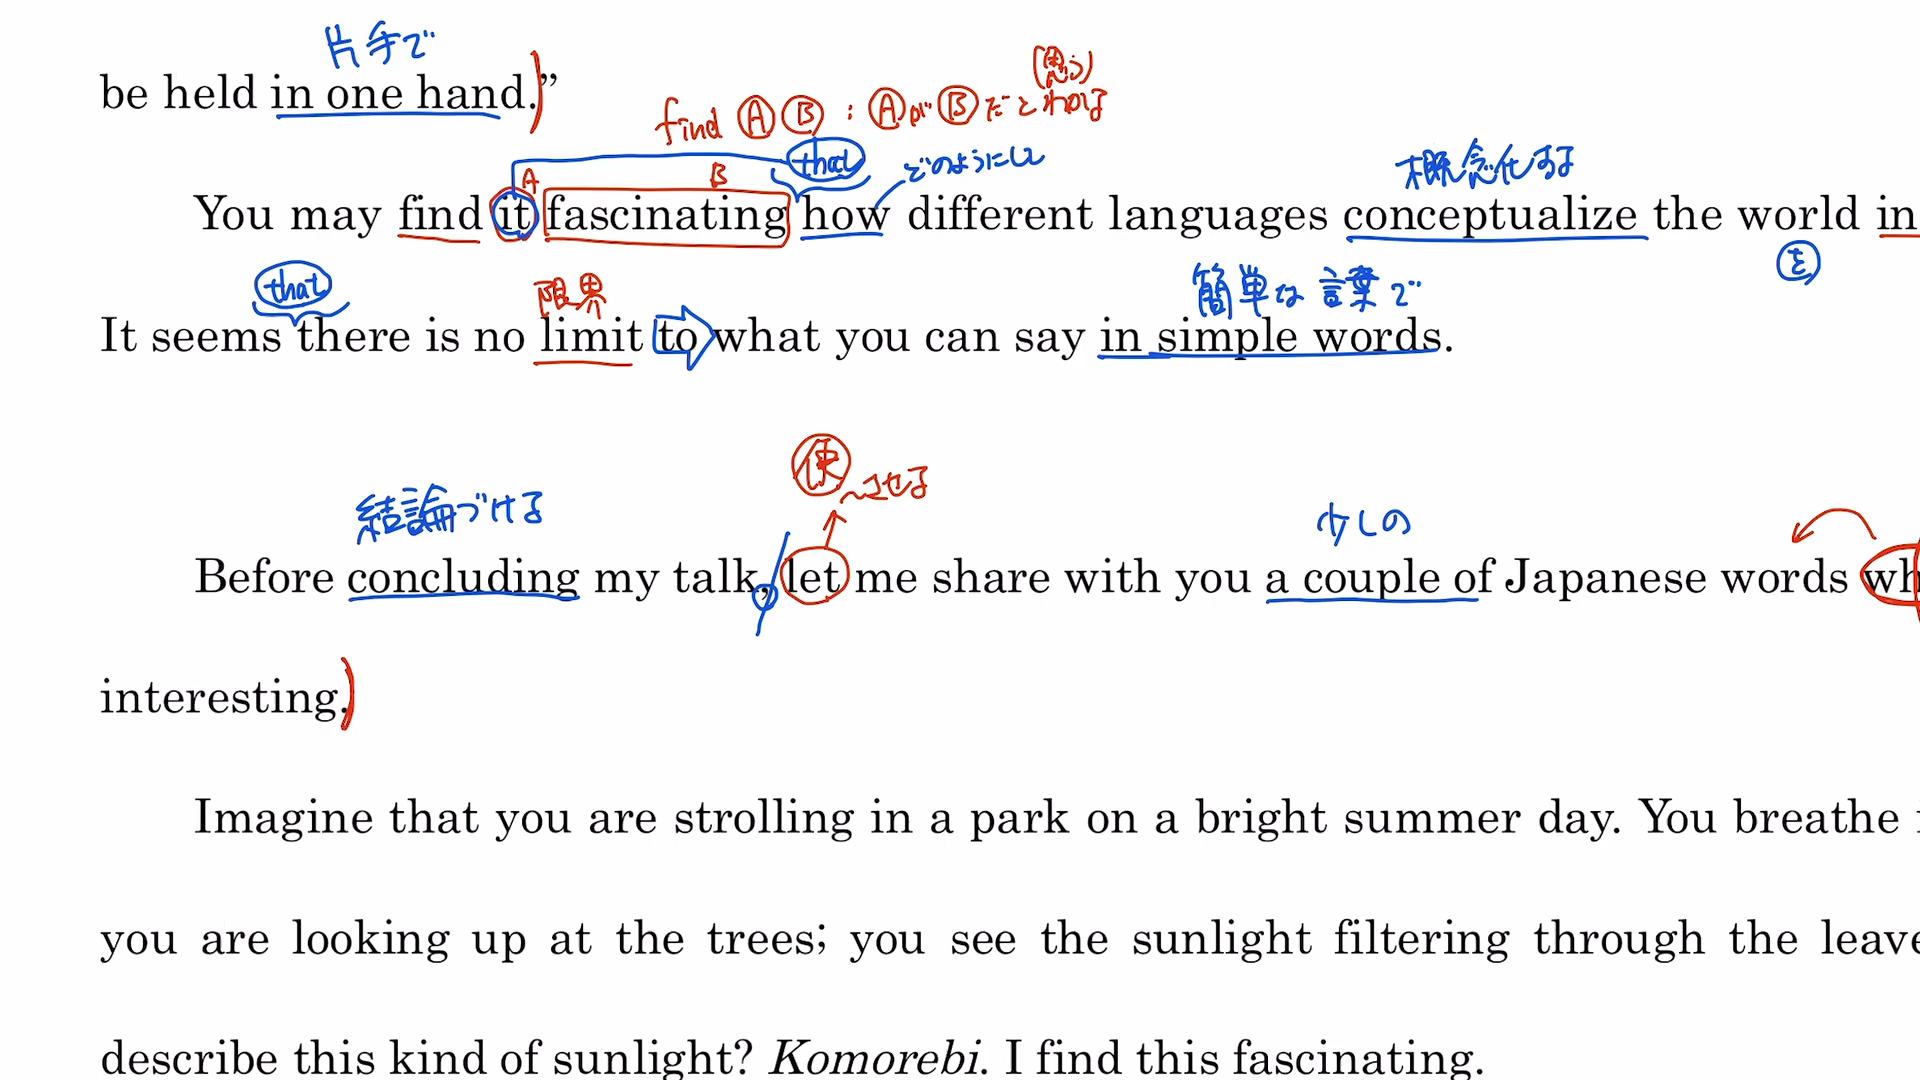 片手で
be held in one hand.)”
(思う)
find Ⓐ Ⓑ : ⒶがⒷだとわかる
that どのようにして 概念化する
A B
You may find it fascinating how different languages conceptualize the world in
that 限界 簡単な言葉で を
It seems there is no limit to what you can say in simple words.
使
〜させる
結論づける 少しの
Before concluding my talk, let me share with you a couple of Japanese words wh
interesting.)
Imagine that you are strolling in a park on a bright summer day. You breathe
you are looking up at the trees; you see the sunlight filtering through the leave
describe this kind of sunlight? Komorebi. I find this fascinating.